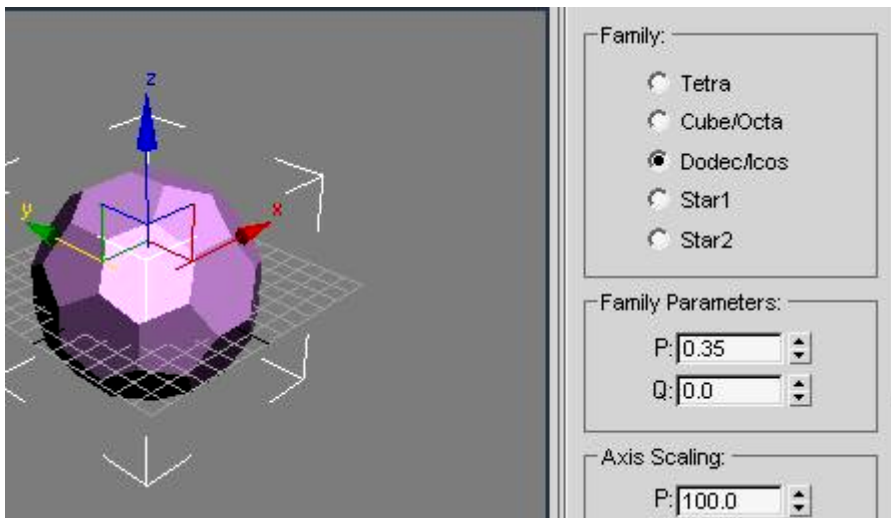 z
y
x
Family:
Tetra
Cube/Octa
Dodec/Icos
Star1
Star2
Family Parameters:
P: 0.35
Q: 0.0
Axis Scaling:
P: 100.0